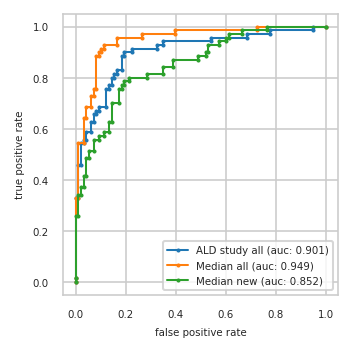 1.0
0.8
0.6
0.4
0.2
0.0
true positive rate
0.0 0.2 0.4 0.6 0.8 1.0
false positive rate
ALD study all (auc: 0.901)
Median all (auc: 0.949)
Median new (auc: 0.852)